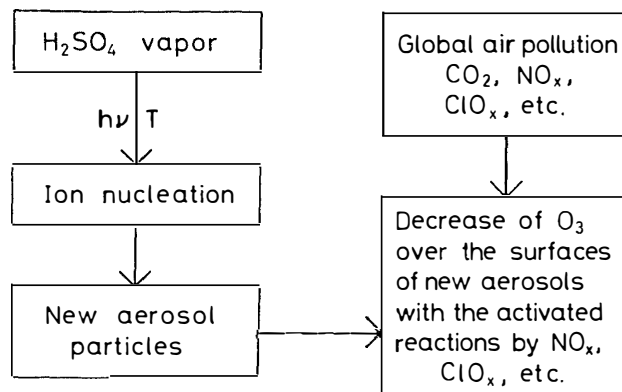 H₂SO₄ vapor
hν T
Ion nucleation
New aerosol
particles
Global air pollution
CO₂, NOₓ,
ClOₓ, etc.
Decrease of O₃
over the surfaces
of new aerosols
with the activated
reactions by NOₓ,
ClOₓ, etc.